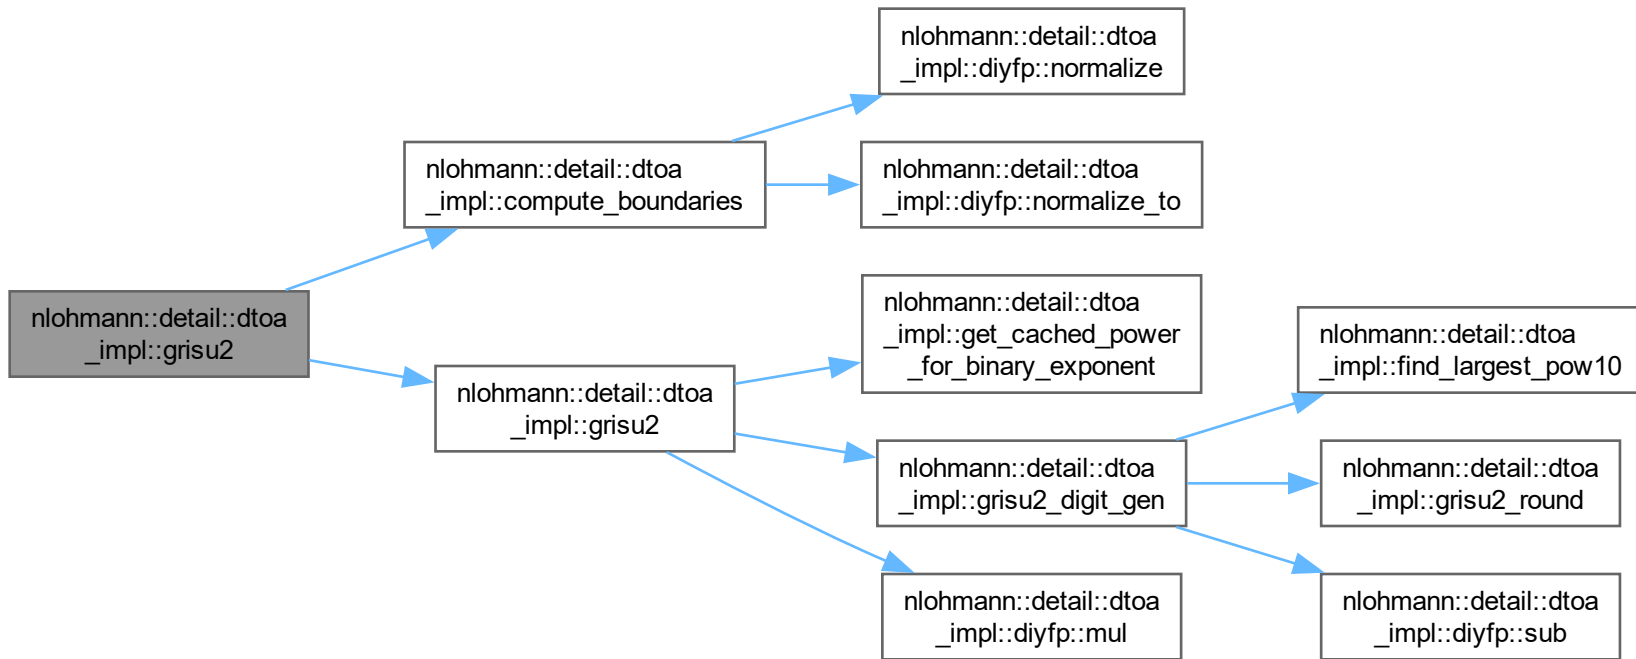 nlohmann::detail::dtoa
_impl::grisu2
nlohmann::detail::dtoa
_impl::compute_boundaries
nlohmann::detail::dtoa
_impl::diyfp::normalize
nlohmann::detail::dtoa
_impl::diyfp::normalize_to
nlohmann::detail::dtoa
_impl::grisu2
nlohmann::detail::dtoa
_impl::get_cached_power
_for_binary_exponent
nlohmann::detail::dtoa
_impl::grisu2_digit_gen
nlohmann::detail::dtoa
_impl::find_largest_pow10
nlohmann::detail::dtoa
_impl::grisu2_round
nlohmann::detail::dtoa
_impl::diyfp::sub
nlohmann::detail::dtoa
_impl::diyfp::mul